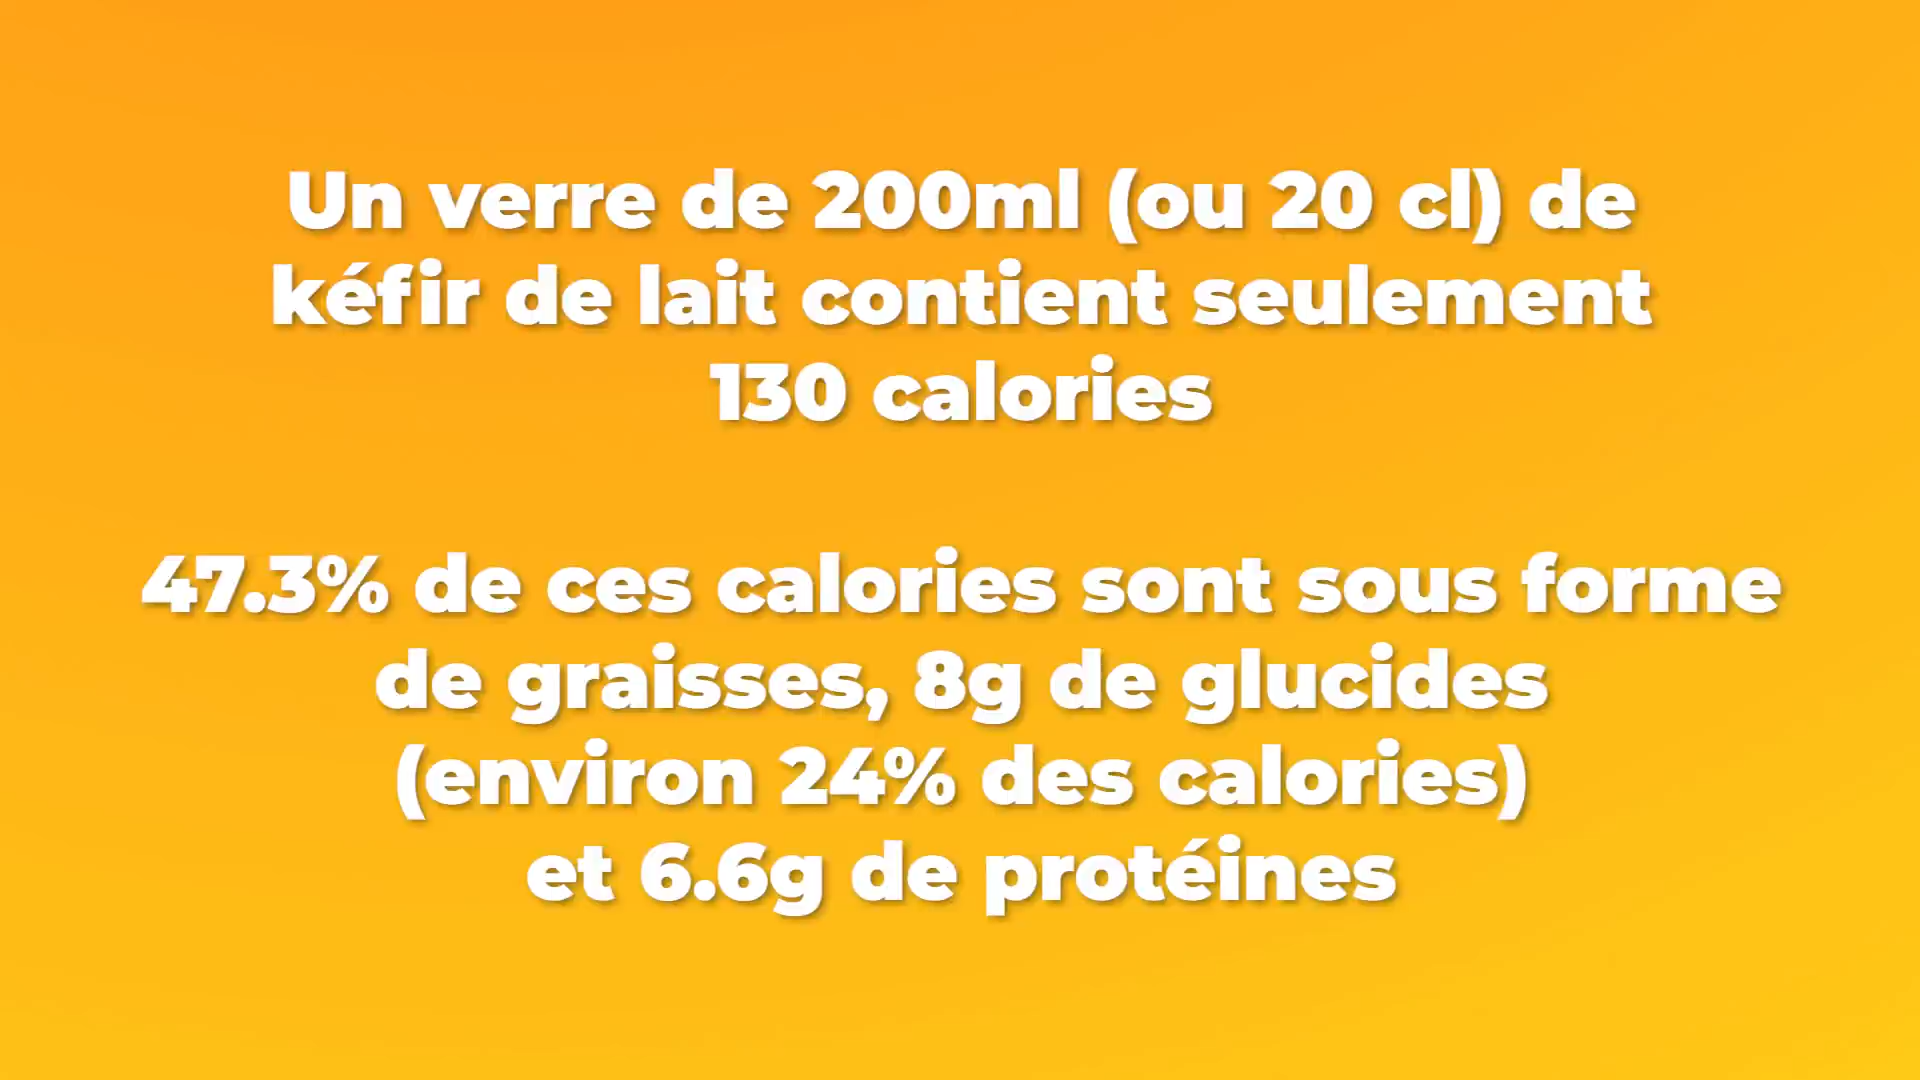 Un verre de 200ml (ou 20 cl) de
kéfir de lait contient seulement
130 calories
47.3% de ces calories sont sous forme
de graisses, 8g de glucides
(environ 24% des calories)
et 6.6g de protéines